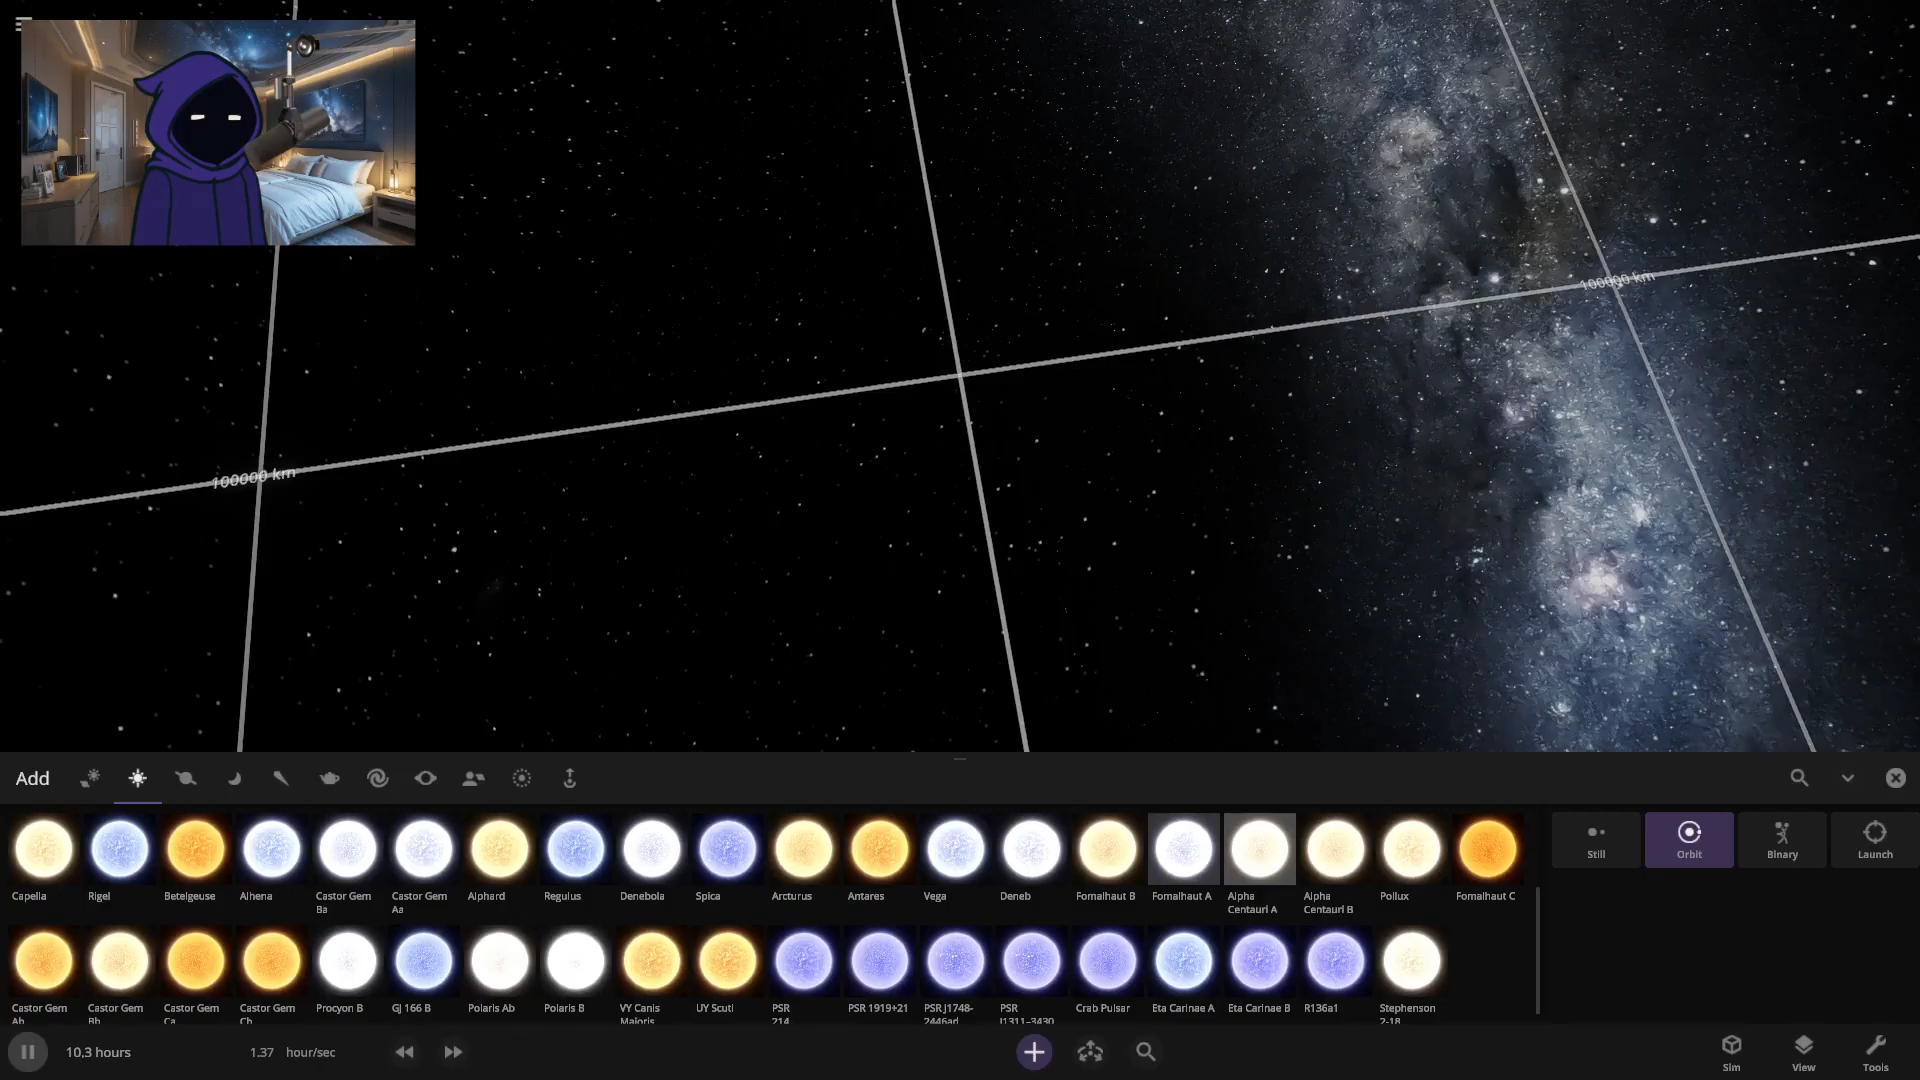 100000 km
100000 km
Add
Still
Orbit
Binary
Launch
Capella
Rigel
Betelgeuse
Alhena
Castor Gem
Ba
Castor Gem
Aa
Alphard
Regulus
Denebola
Spica
Arcturus
Antares
Vega
Deneb
Fomalhaut B
Fomalhaut A
Alpha
Centauri A
Alpha
Centauri B
Pollux
Fomalhaut C
Castor Gem
Ab
Castor Gem
Bb
Castor Gem
Ca
Castor Gem
Cb
Procyon B
GJ 166 B
Polaris Ab
Polaris B
VY Canis
Majoris
UY Scuti
PSR
PSR 1919+21
PSR J1748-
2446ad
PSR
J1311-3430
Crab Pulsar
Eta Carinae A
Eta Carinae B
R136a1
Stephenson
2-18
10.3 hours
1.37 hour/sec
Sim
View
Tools